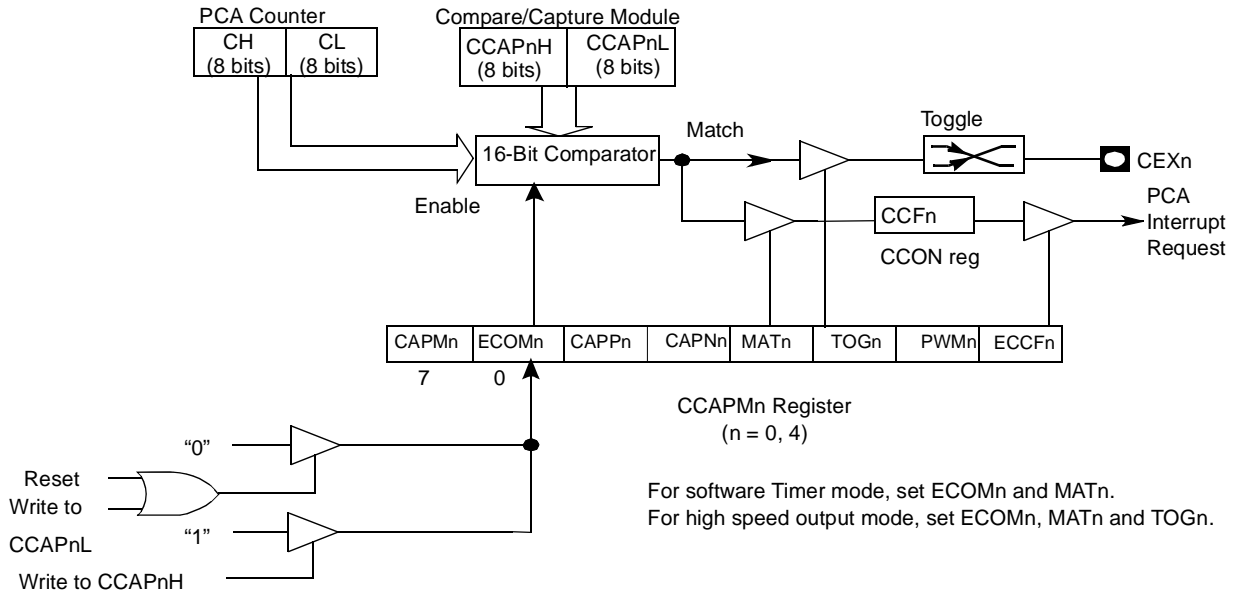 PCA Counter
CH
(8 bits)
CL
(8 bits)
Compare/Capture Module
CCAPnH
(8 bits)
CCAPnL
(8 bits)
16-Bit Comparator
Match
Toggle
CEXn
Enable
CCFn
CCON reg
PCA
Interrupt
Request
CAPMn ECOMn CAPPn CAPNn MATn TOGn PWMn ECCFn
7 0
CCAPMn Register
(n = 0, 4)
“0”
Reset
Write to
CCAPnL
“1”
Write to CCAPnH
For software Timer mode, set ECOMn and MATn.
For high speed output mode, set ECOMn, MATn and TOGn.